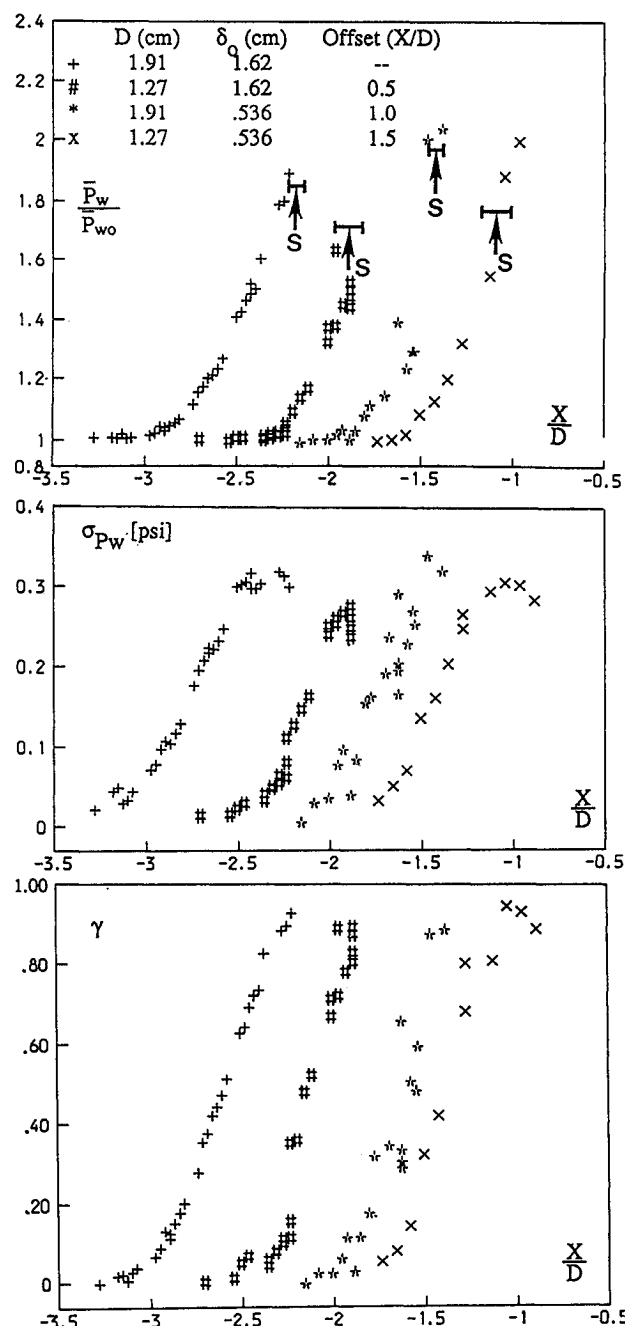 2.4
D (cm) δo (cm) Offset (X/D)
+ 1.91 1.62 --
# 1.27 1.62 0.5
* 1.91 .536 1.0
x 1.27 .536 1.5
2.2
2
1.8
1.6
1.4
1.2
1
0.8
P̅w
P̅wo
S
S
S
S
X
D
-3.5 -3 -2.5 -2 -1.5 -1 -0.5
0.4
0.3
0.2
0.1
0
σPw [psi]
X
D
-3.5 -3 -2.5 -2 -1.5 -1 -0.5
1.00
.80
.60
.40
.20
0
γ
X
D
-3.5 -3 -2.5 -2 -1.5 -1 -0.5